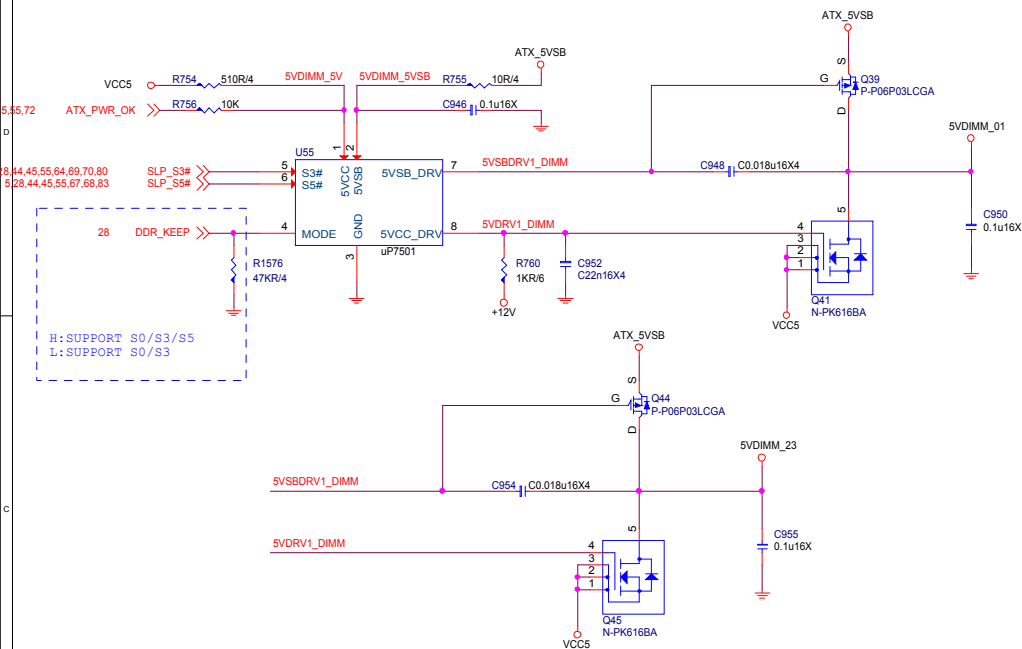 ATX_5VSB
ATX_5VSB
VCC5
R754
510R/4
5VDIMM_5V
5VDIMM_5VSB
R755
10R/4
G
S
Q39
P-P06P03LCGA
D
5,55,72
ATX_PWR_OK
R756
10K
C946
0.1u16X
D
5VDIMM_01
U55
1
2
8,44,45,55,64,69,70,80
SLP_S3#
5
S3#
5VCC
5VSB
5VSB_DRV
7
5VSBDRV1_DIMM
C948
C0.018u16X4
5,28,44,45,55,67,68,83
SLP_S5#
6
S5#
28
DDR_KEEP
4
MODE
GND
5VCC_DRV
8
5VDRV1_DIMM
5
4
3
2
1
C950
0.1u16X
uP7501
3
R1576
47KR/4
R760
1KR/6
C952
C22n16X4
+12V
Q41
N-PK616BA
VCC5
H:SUPPORT S0/S3/S5
L:SUPPORT S0/S3
ATX_5VSB
S
G
Q44
P-P06P03LCGA
D
5VDIMM_23
5VSBDRV1_DIMM
C954
C0.018u16X4
C
5
5VDRV1_DIMM
4
3
2
1
C955
0.1u16X
Q45
N-PK616BA
VCC5